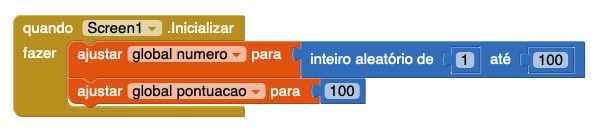 quando Screen1 .Inicializar
fazer ajustar global numero para inteiro aleatório de 1 até 100
ajustar global pontuacao para 100